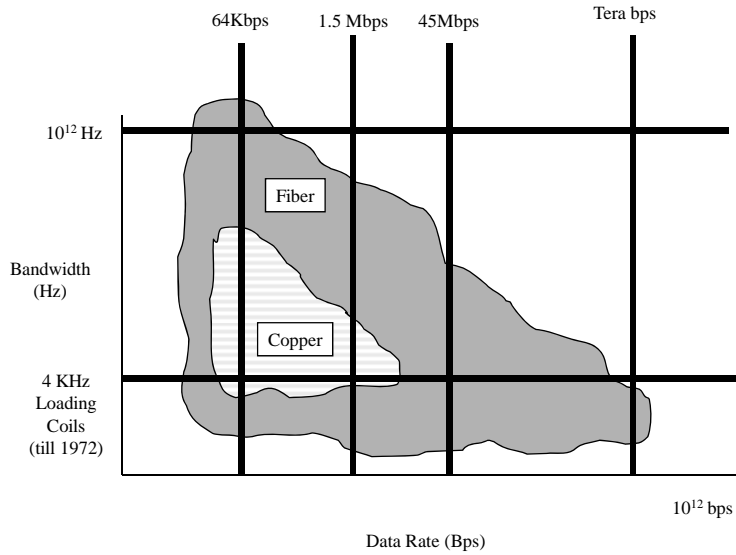 64Kbps
1.5 Mbps
45Mbps
Tera bps
10¹² Hz
Fiber
Bandwidth
(Hz)
Copper
4 KHz
Loading
Coils
(till 1972)
10¹² bps
Data Rate (Bps)